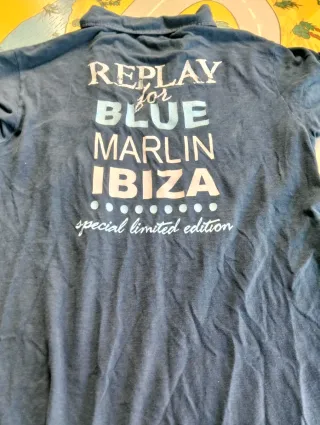 REPLAY
for
BLUE
MARLIN
IBIZA
special limited edition